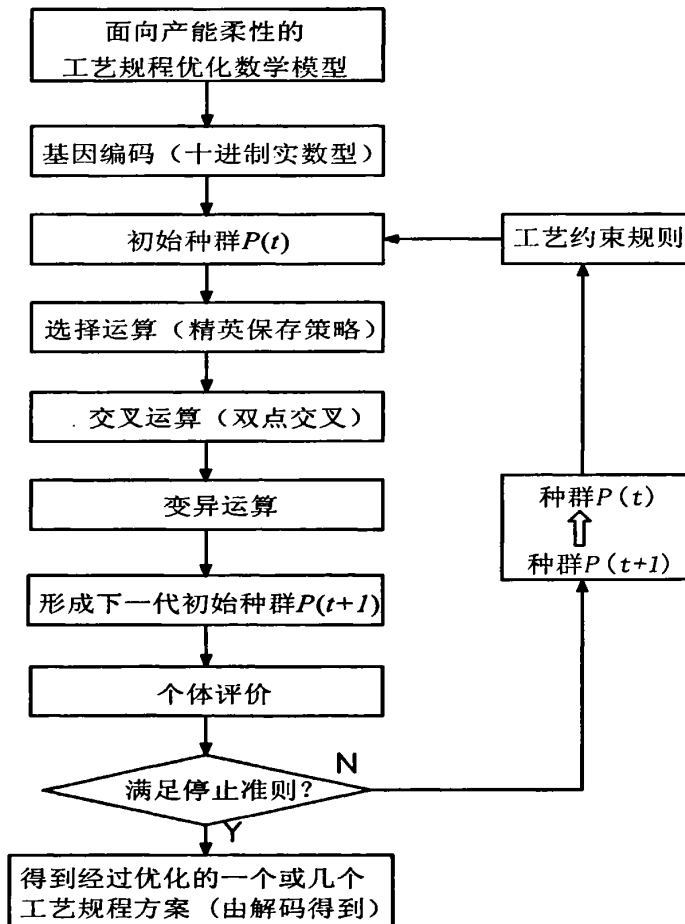 面向产能柔性的
工艺规程优化数学模型
基因编码（十进制实数型）
初始种群P(t)
工艺约束规则
选择运算（精英保存策略）
交叉运算（双点交叉）
变异运算
种群P(t)
种群P(t+1)
形成下一代初始种群P(t+1)
个体评价
满足停止准则？
N
Y
得到经过优化的一个或几个
工艺规程方案（由解码得到）